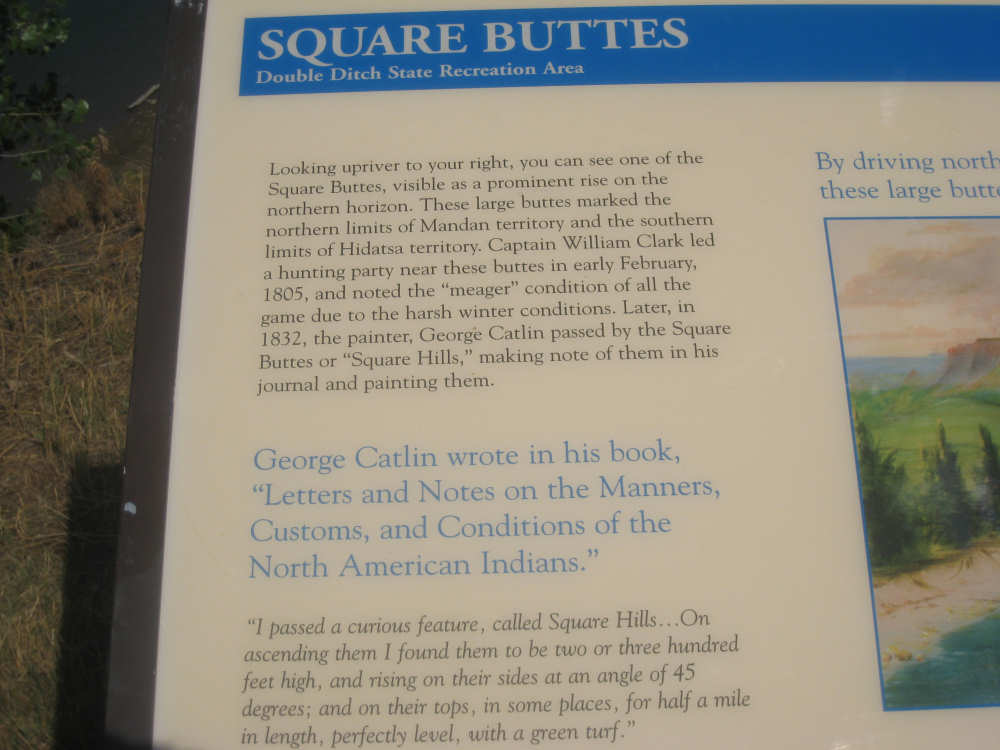 SQUARE BUTTES
Double Ditch State Recreation Area
Looking upriver to your right, you can see one of the
Square Buttes, visible as a prominent rise on the
northern horizon. These large buttes marked the
northern limits of Mandan territory and the southern
limits of Hidatsa territory. Captain William Clark led
a hunting party near these buttes in early February,
1805, and noted the “meager” condition of all the
game due to the harsh winter conditions. Later, in
1832, the painter, George Catlin passed by the Square
Buttes or “Square Hills,” making note of them in his
journal and painting them.
George Catlin wrote in his book,
“Letters and Notes on the Manners,
Customs, and Conditions of the
North American Indians.”
“I passed a curious feature, called Square Hills...On
ascending them I found them to be two or three hundred
feet high, and rising on their sides at an angle of 45
degrees; and on their tops, in some places, for half a mile
in length, perfectly level, with a green turf.”
By driving north
these large butte